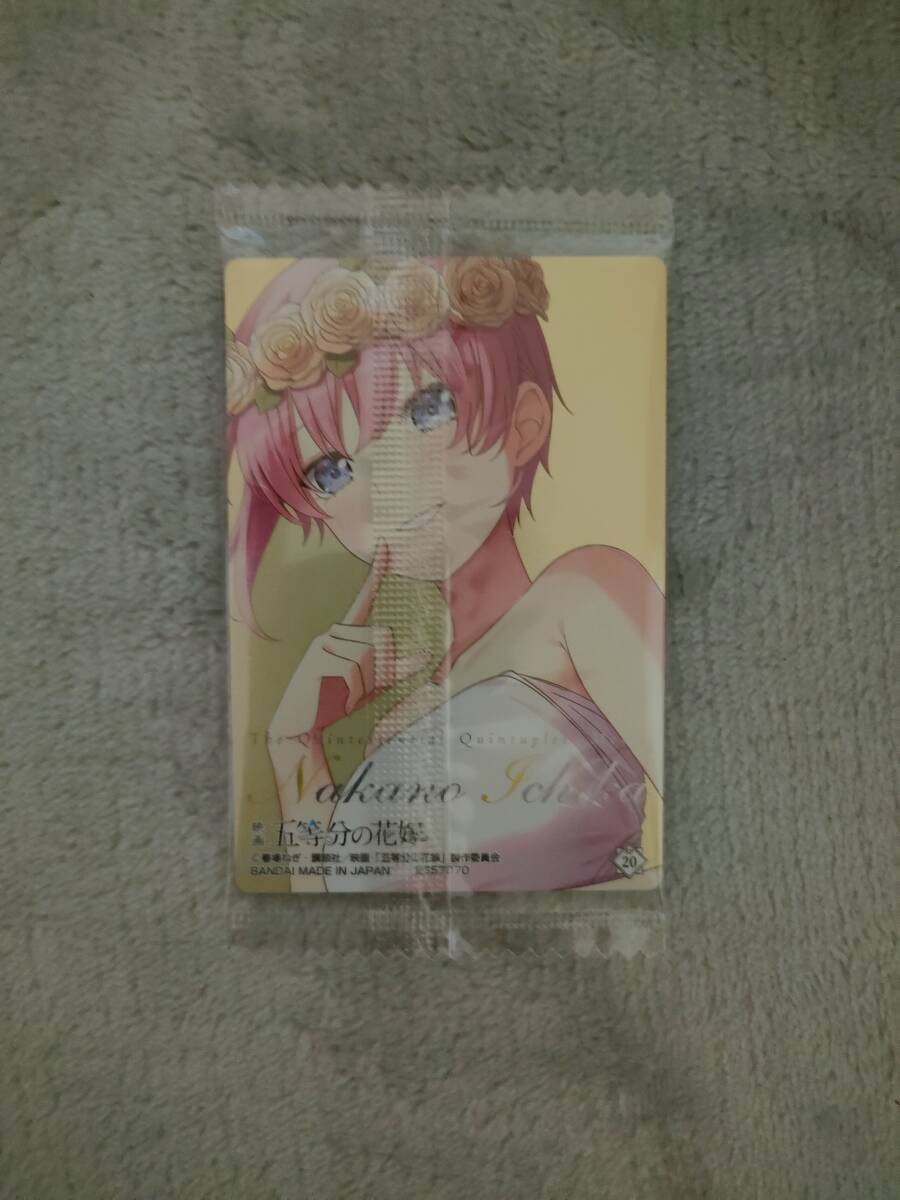 The Quintessential Quintuplets
Nakano Ichika
映画 五等分の花嫁
©春場ねぎ・講談社／映画「五等分の花嫁」製作委員会
BANDAI MADE IN JAPAN
20